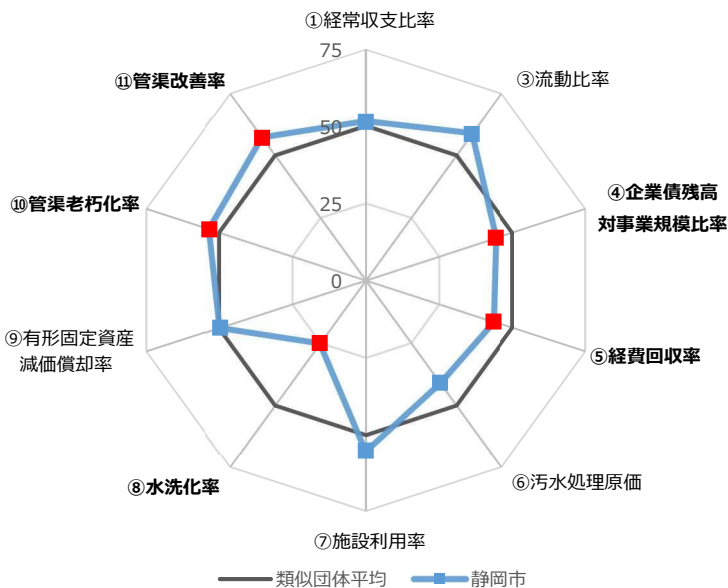 ①経常収支比率
75
⑪管渠改善率
③流動比率
50
④企業債残高
対事業規模比率
⑩管渠老朽化率
25
0
⑨有形固定資産
減価償却率
⑤経費回収率
⑧水洗化率
⑥汚水処理原価
⑦施設利用率
類似団体平均
静岡市